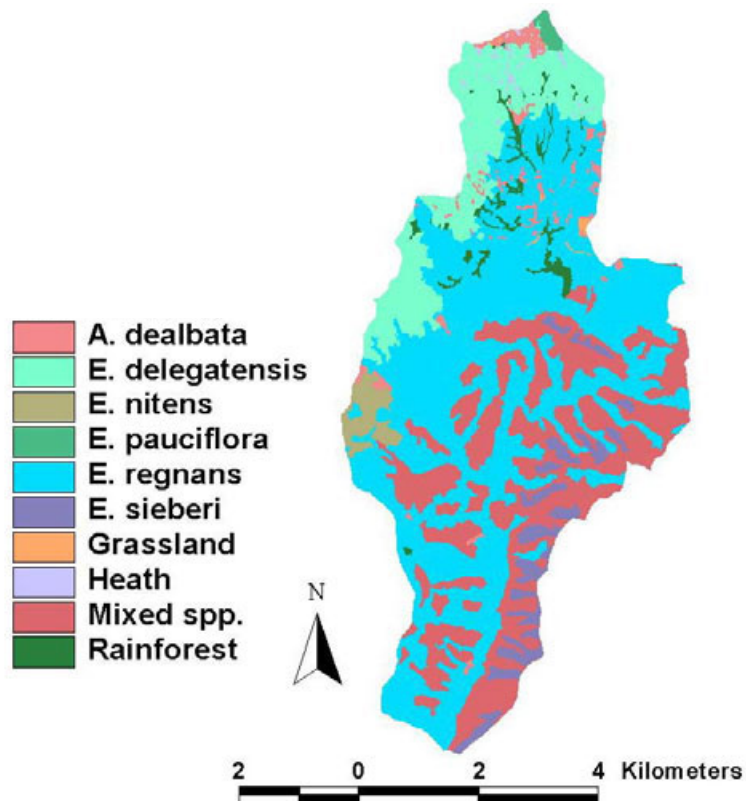 A. dealbata
E. delegatensis
E. nitens
E. pauciflora
E. regnans
E. sieberi
Grassland
Heath
Mixed spp.
Rainforest
N
2 0 2 4 Kilometers